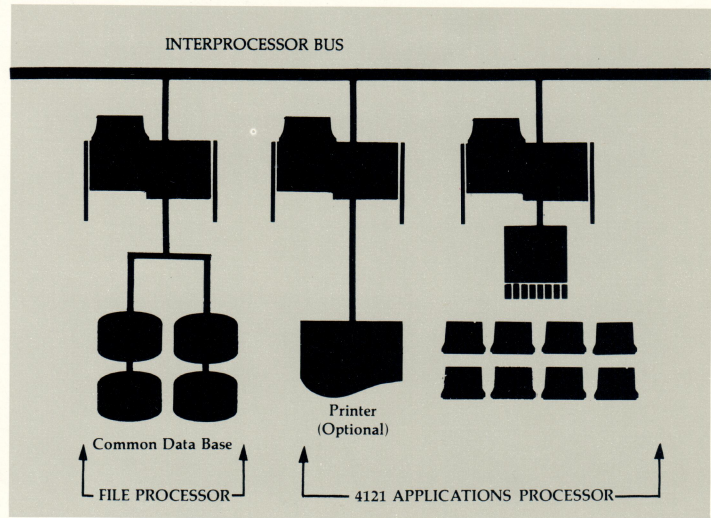 INTERPROCESSOR BUS
Printer
(Optional)
Common Data Base
FILE PROCESSOR
4121 APPLICATIONS PROCESSOR